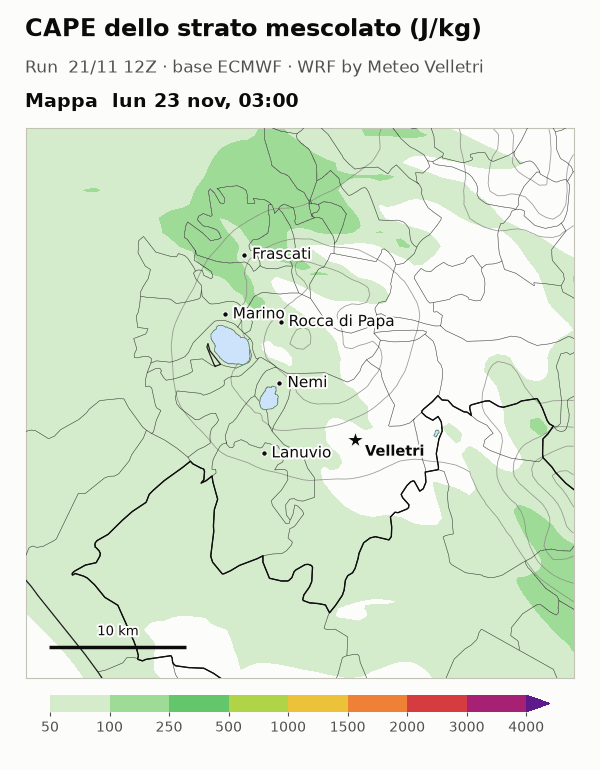 CAPE dello strato mescolato (J/kg)
Run  21/11 12Z · base ECMWF · WRF by Meteo Velletri
Mappa  lun 23 nov, 03:00
Frascati
Marino
Rocca di Papa
Nemi
Velletri
Lanuvio
10 km
50 100 250 500 1000 1500 2000 3000 4000